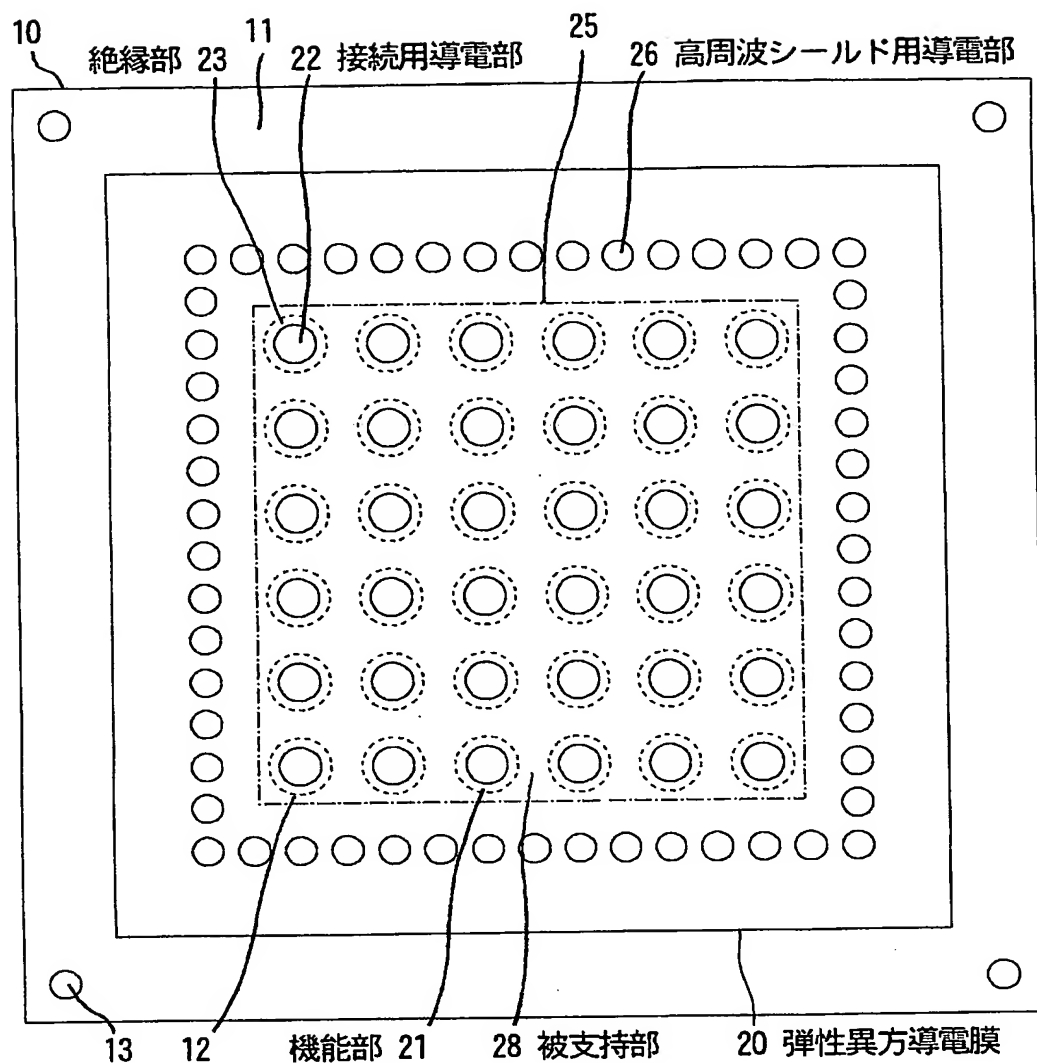 10 11 25
絶縁部 23 22 接続用導電部 26 高周波シールド用導電部
13 12 機能部 21 28 被支持部 20 弾性異方導電膜